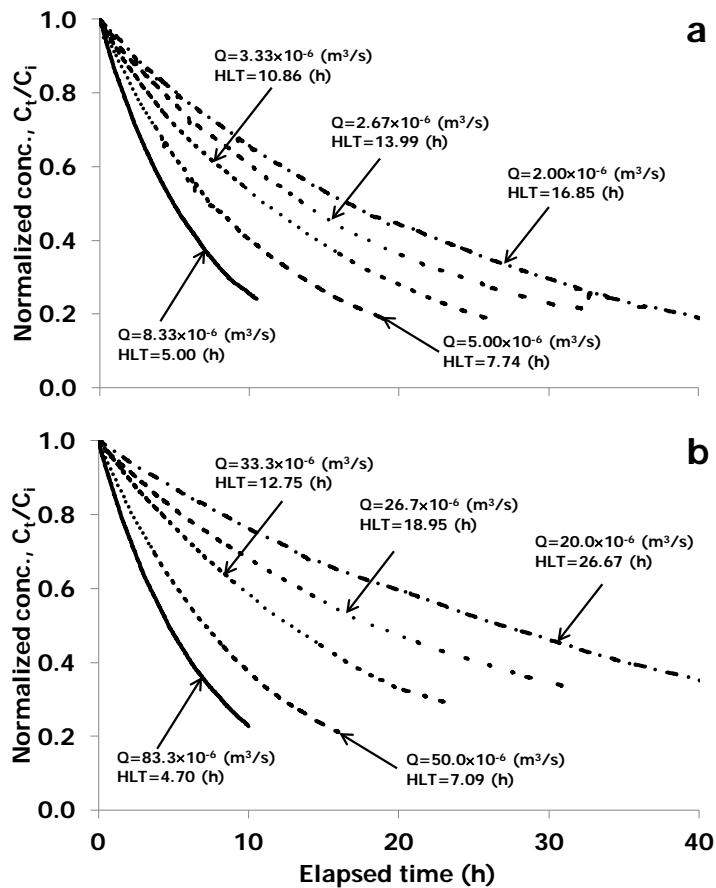 a
Normalized conc., Cₜ/Cᵢ
1.0
0.8
0.6
0.4
0.2
0.0
Q=3.33×10⁻⁶ (m³/s)
HLT=10.86 (h)
Q=2.67×10⁻⁶ (m³/s)
HLT=13.99 (h)
Q=2.00×10⁻⁶ (m³/s)
HLT=16.85 (h)
Q=8.33×10⁻⁶ (m³/s)
HLT=5.00 (h)
Q=5.00×10⁻⁶ (m³/s)
HLT=7.74 (h)
b
Normalized conc., Cₜ/Cᵢ
1.0
0.8
0.6
0.4
0.2
0.0
Q=33.3×10⁻⁶ (m³/s)
HLT=12.75 (h)
Q=26.7×10⁻⁶ (m³/s)
HLT=18.95 (h)
Q=20.0×10⁻⁶ (m³/s)
HLT=26.67 (h)
Q=83.3×10⁻⁶ (m³/s)
HLT=4.70 (h)
Q=50.0×10⁻⁶ (m³/s)
HLT=7.09 (h)
0 10 20 30 40
Elapsed time (h)